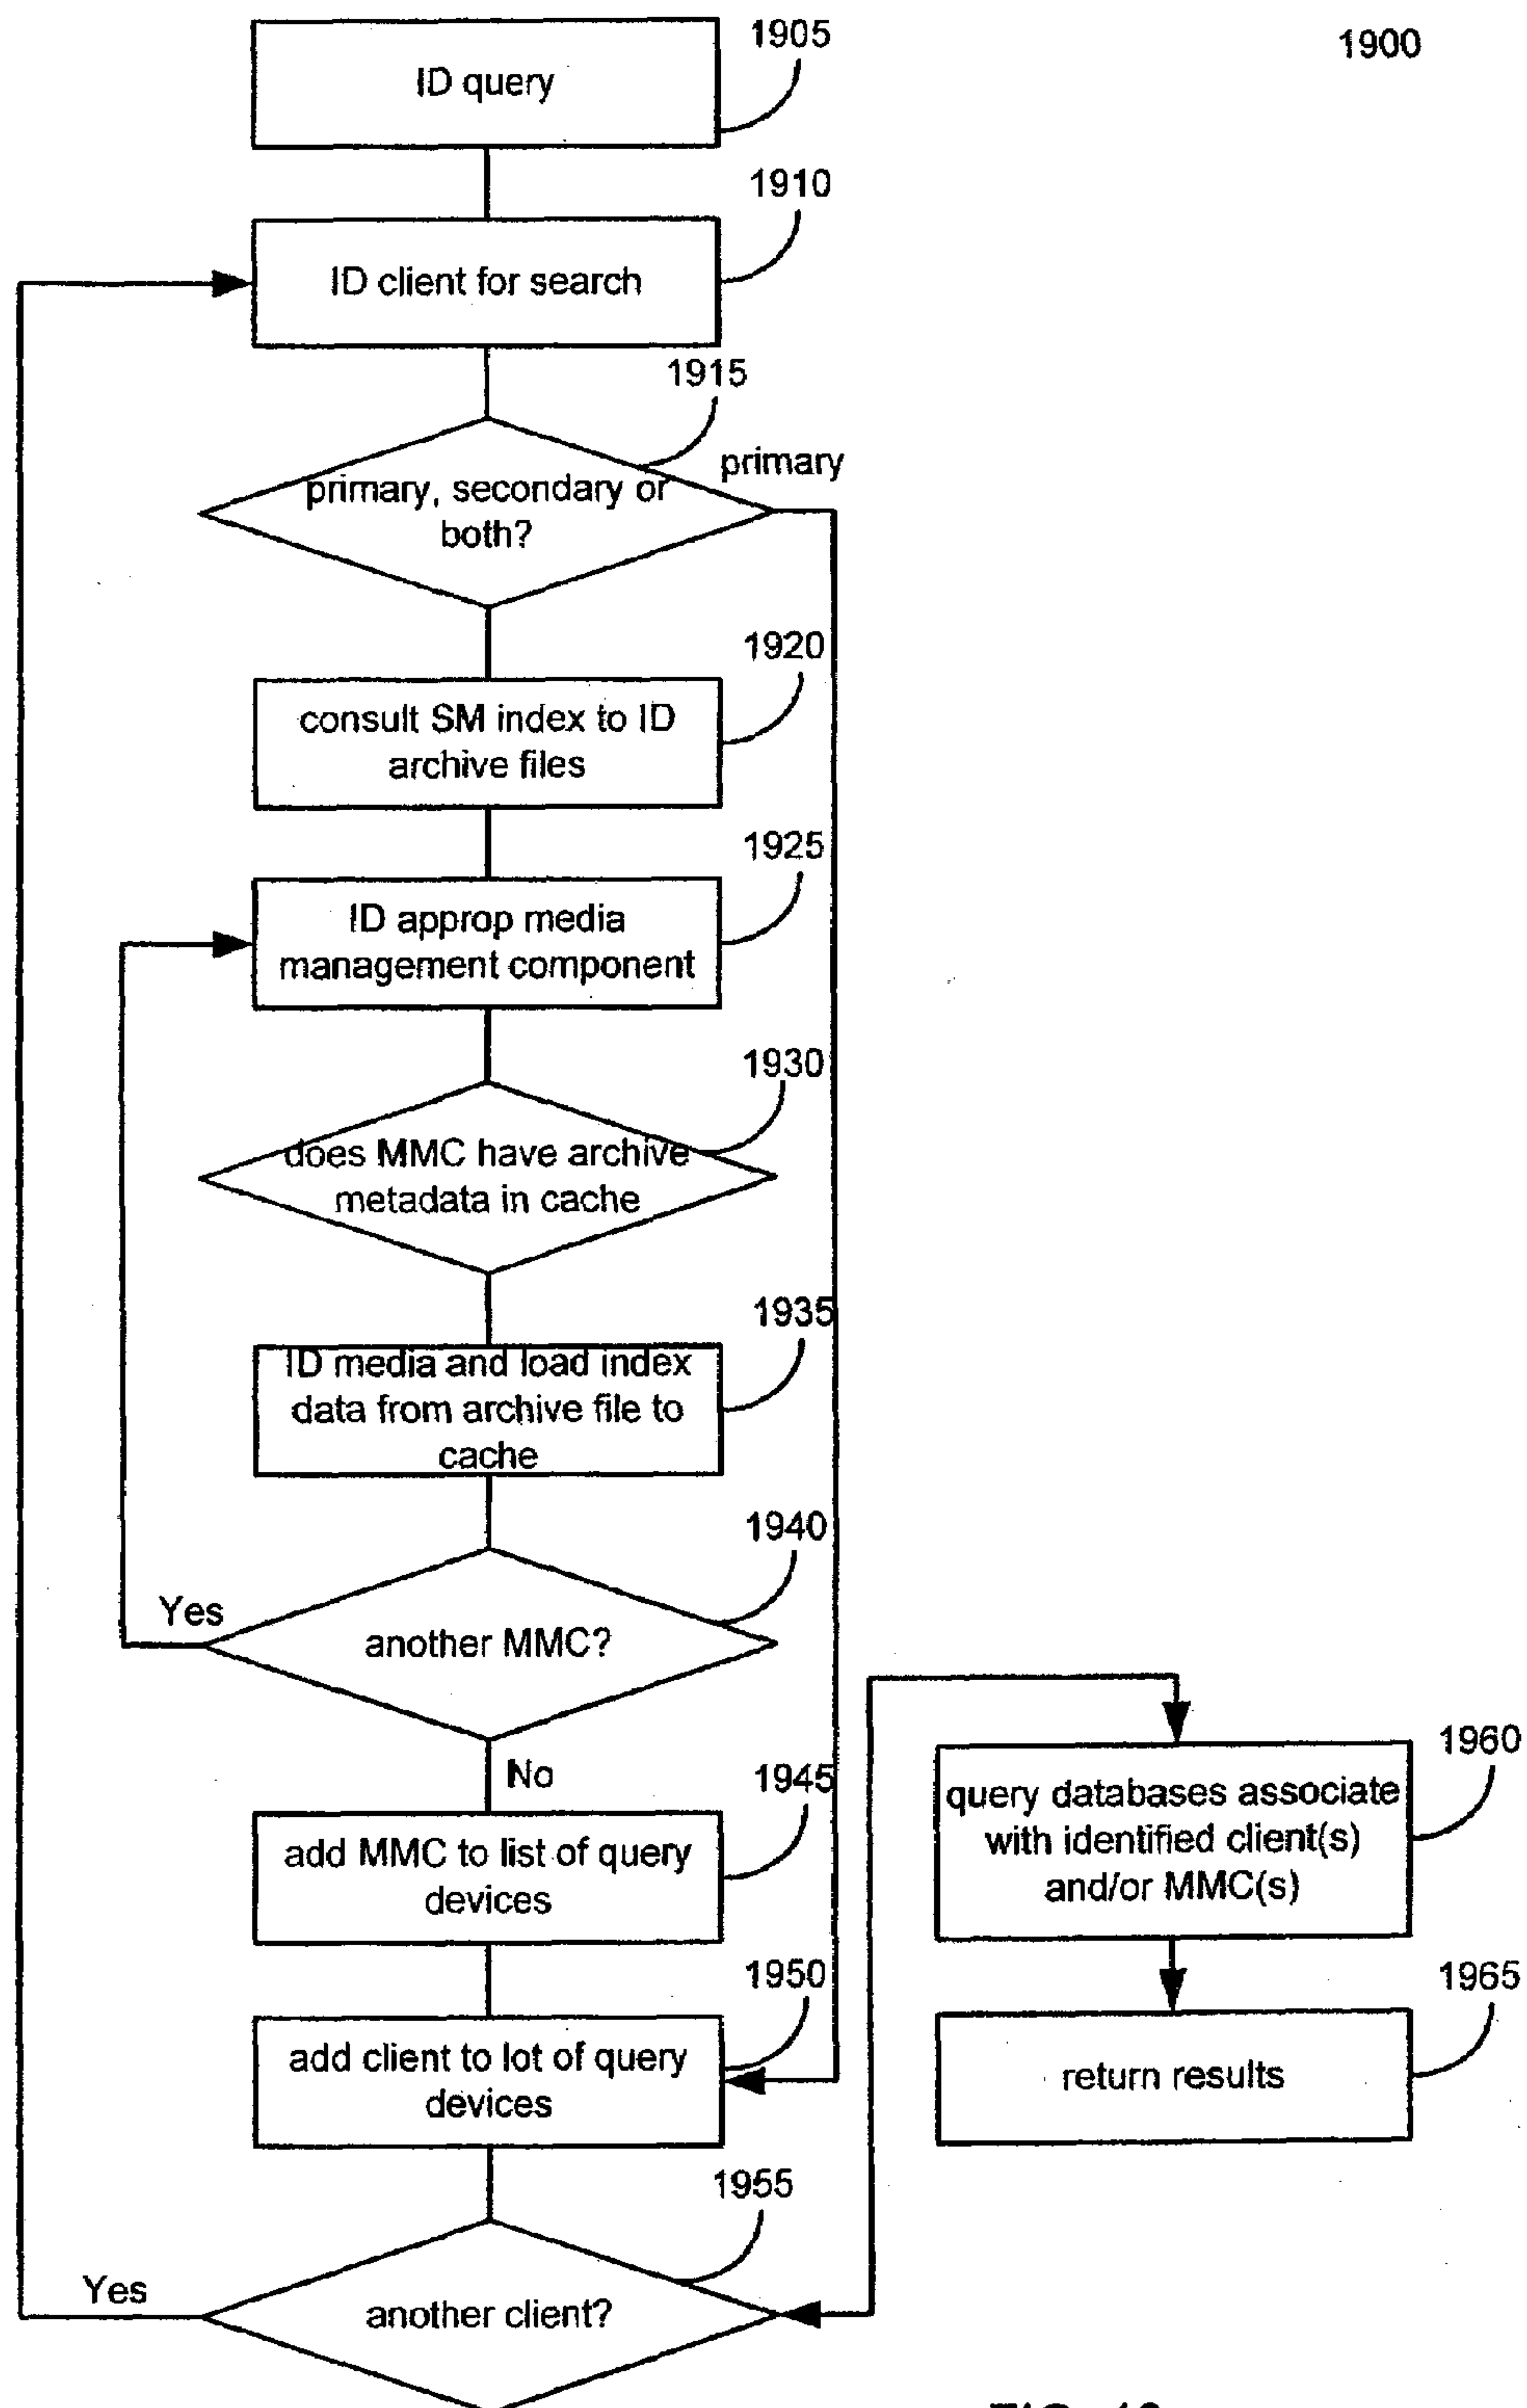 1900
1905
ID query
1910
ID client for search
1915
primary
primary, secondary or
both?
1920
consult SM index to ID
archive files
1925
ID approp media
management component
1930
does MMC have archive
metadata in cache
1935
ID media and load index
data from archive file to
cache
1940
Yes
another MMC?
No
1945
add MMC to list of query
devices
1950
add client to lot of query
devices
1955
Yes
another client?
1960
query databases associate
with identified client(s)
and/or MMC(s)
1965
return results